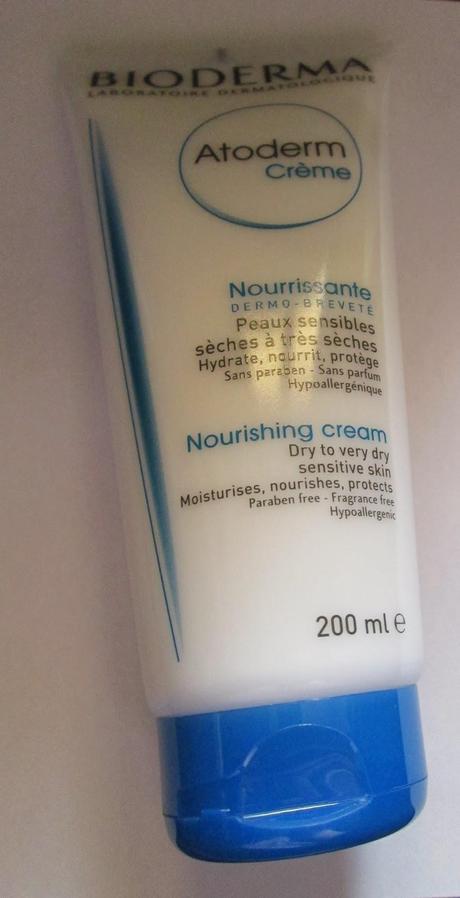 BIODERMA
LABORATOIRE DERMATOLOGIQUE
Atoderm
Crème
Nourrissante
DERMO-BREVETÉ
Peaux sensibles
sèches à très sèches
Hydrate, nourrit, protège
Sans paraben - Sans parfum
Hypoallergénique
Nourishing cream
Dry to very dry
sensitive skin
Moisturises, nourishes, protects
Paraben free - Fragrance free
Hypoallergenic
200 ml e